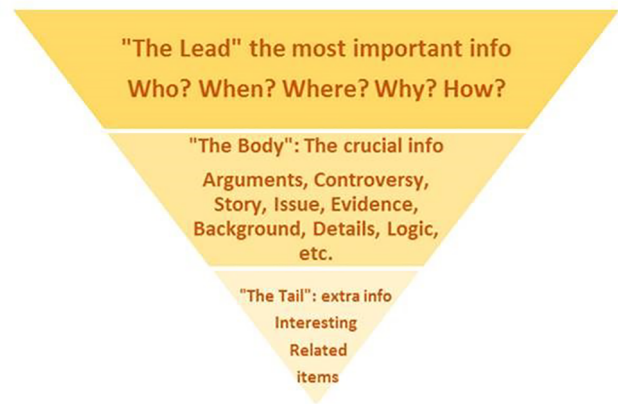 "The Lead" the most important info
Who? When? Where? Why? How?
"The Body": The crucial info
Arguments, Controversy,
Story, Issue, Evidence,
Background, Details, Logic,
etc.
"The Tail": extra info
Interesting
Related
items